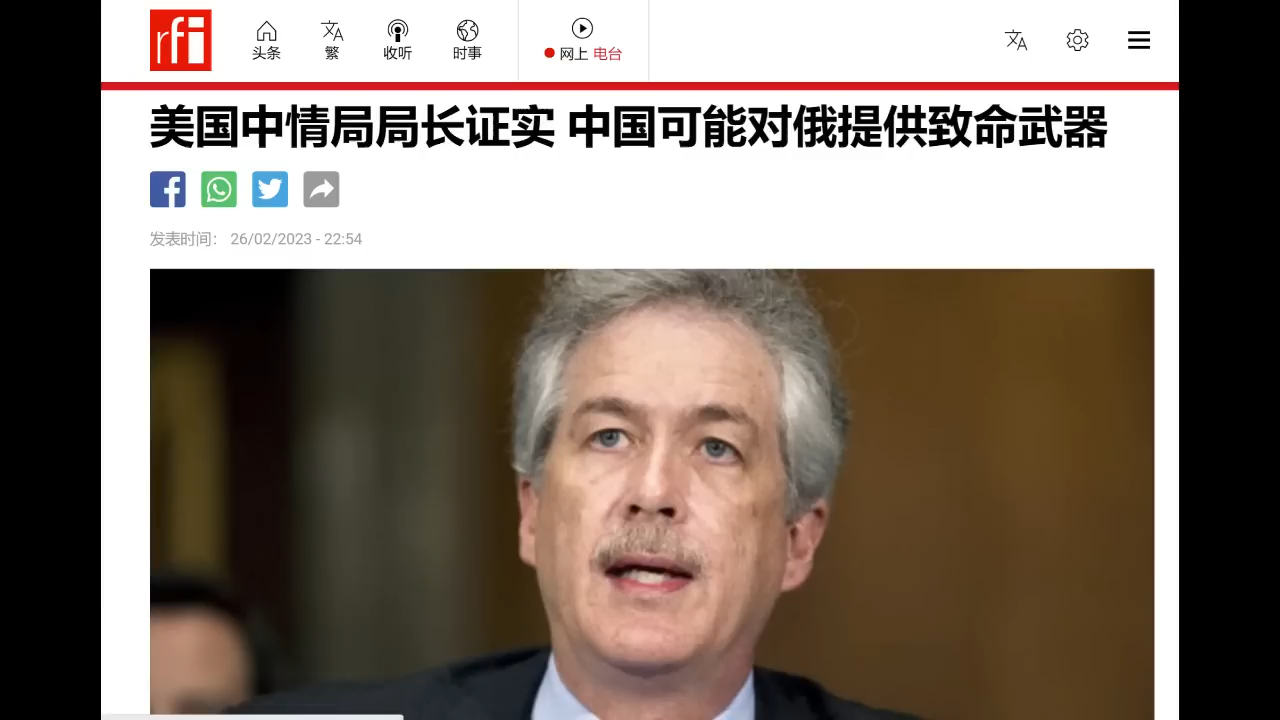 rfi
头条
繁
收听
时事
网上 电台
美国中情局局长证实 中国可能对俄提供致命武器
发表时间： 26/02/2023 - 22:54